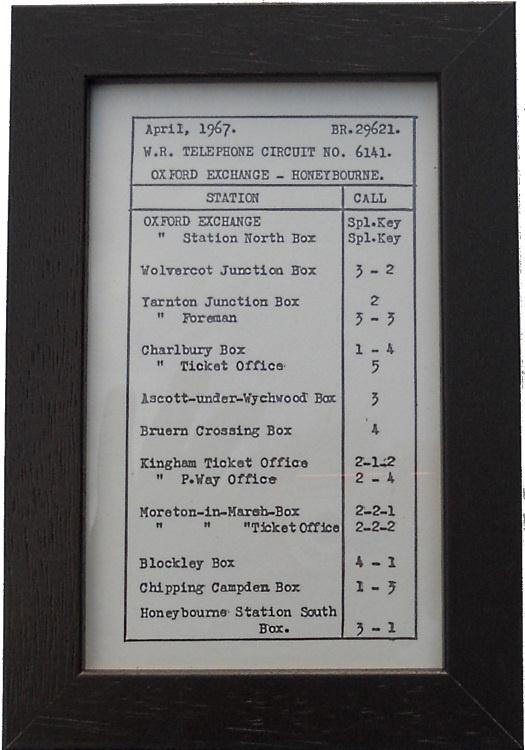 April, 1967. BR.29621.
W.R. TELEPHONE CIRCUIT NO. 6141.
OXFORD EXCHANGE - HONEYBOURNE.
STATION CALL
OXFORD EXCHANGE Spl.Key
" Station North Box Spl.Key
Wolvercot Junction Box 3 - 2
Yarnton Junction Box 2
" Foreman 3 - 3
Charlbury Box 1 - 4
" Ticket Office 5
Ascott-under-Wychwood Box 3
Bruern Crossing Box 4
Kingham Ticket Office 2-1-2
" P.Way Office 2 - 4
Moreton-in-Marsh-Box 2-2-1
" " "Ticket Office 2-2-2
Blockley Box 4 - 1
Chipping Campden Box 1 - 3
Honeybourne Station South
Box. 3 - 1